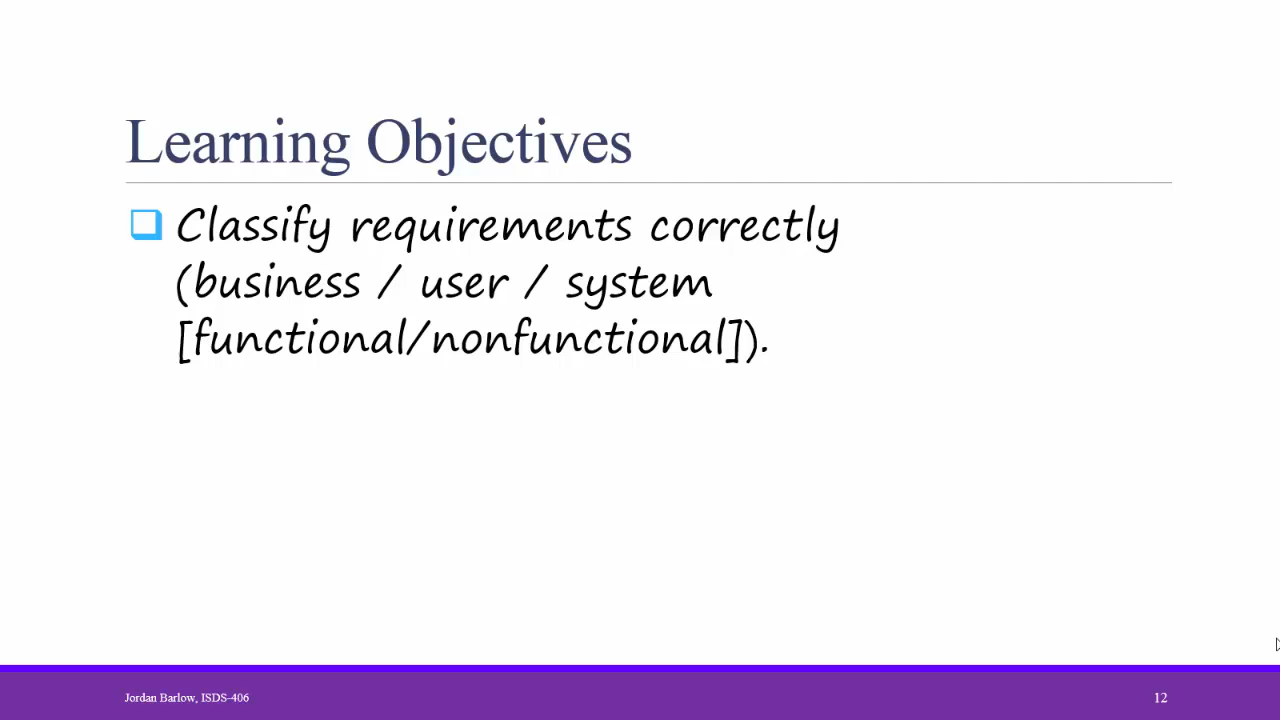 Learning Objectives
Classify requirements correctly
(business / user / system
[functional/nonfunctional]).
Jordan Barlow, ISDS-406
12